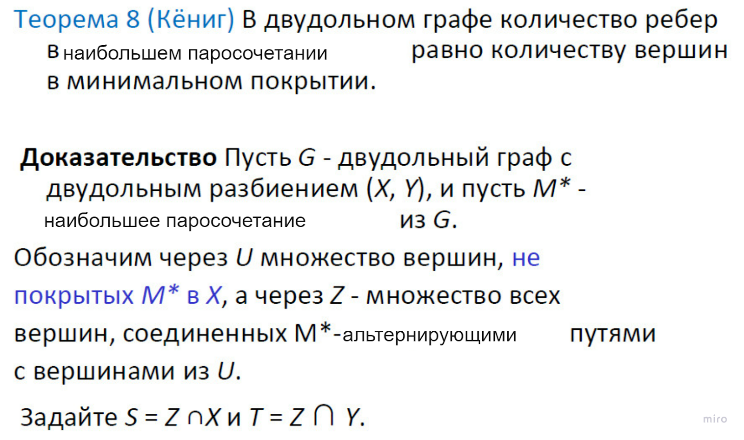 Теорема 8 (Кёниг) В двудольном графе количество ребер
в наибольшем паросочетании равно количеству вершин
в минимальном покрытии.
Доказательство Пусть G - двудольный граф с
двудольным разбиением (X, Y), и пусть M* -
наибольшее паросочетание из G.
Обозначим через U множество вершин, не
покрытых M* в X, а через Z - множество всех
вершин, соединенных M*-альтернирующими путями
с вершинами из U.
Задайте S = Z ∩X и T = Z ∩ Y.
miro